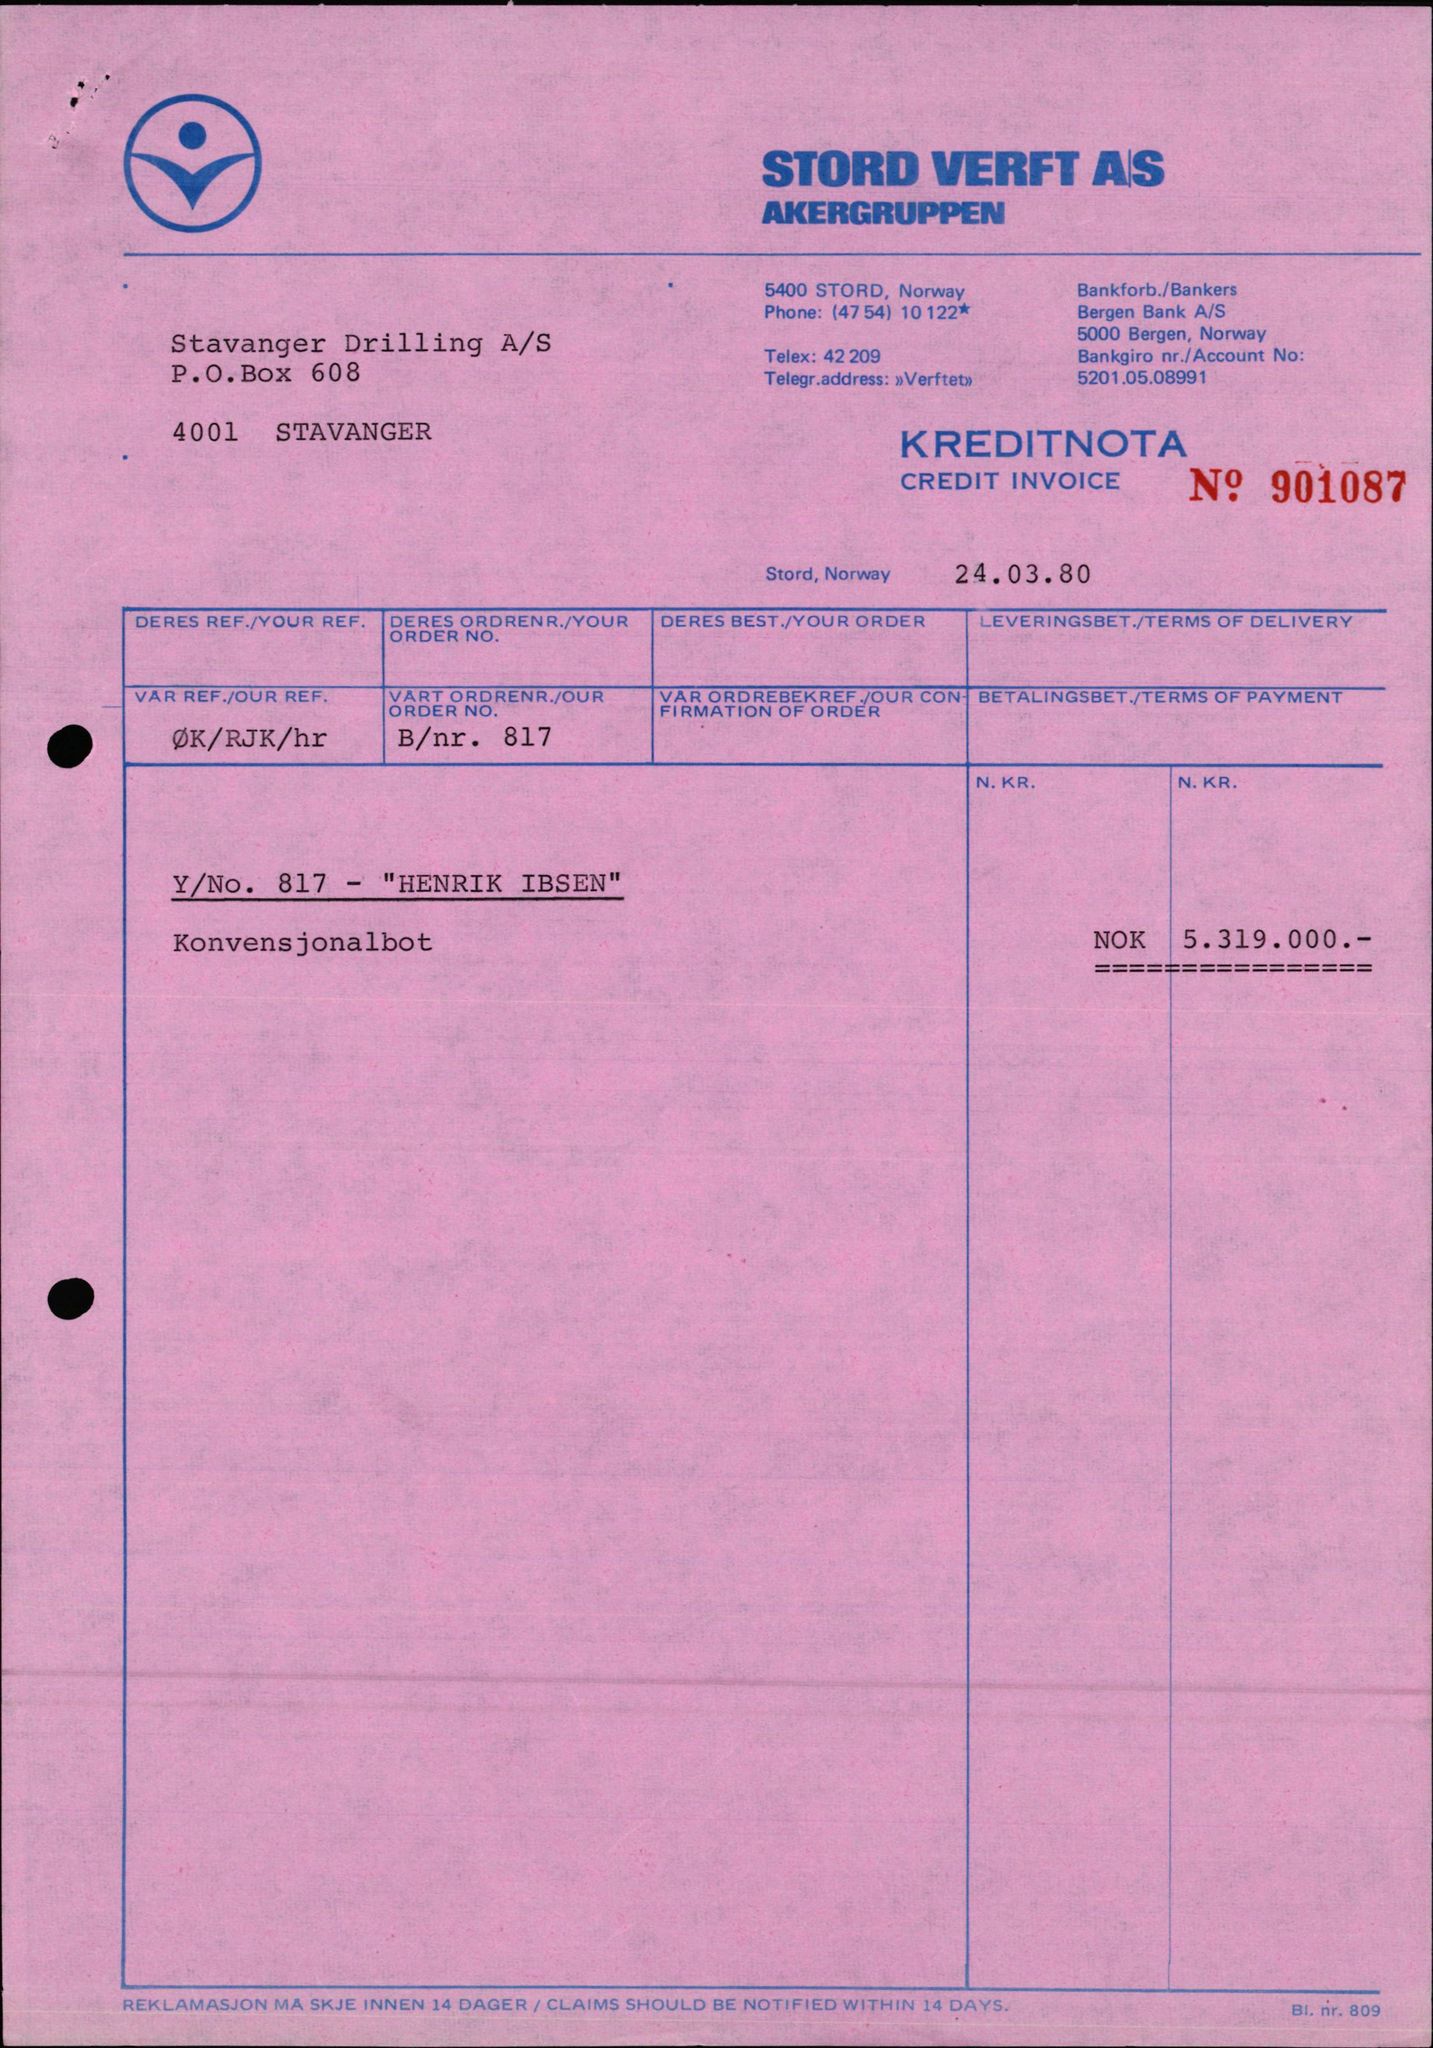 STORD VERFT A/S
AKERGRUPPEN
5400 STORD, Norway
Phone: (47 54) 10 122★
Telex: 42 209
Telegr.address: »Verftet»
Bankforb./Bankers
Bergen Bank A/S
5000 Bergen, Norway
Bankgiro nr./Account No:
5201.05.08991
Stavanger Drilling A/S
P.O.Box 608
4001 STAVANGER
KREDITNOTA
CREDIT INVOICE
Nº 901087
Stord, Norway 24.03.80
DERES REF./YOUR REF.
DERES ORDRENR./YOUR
ORDER NO.
DERES BEST./YOUR ORDER
LEVERINGSBET./TERMS OF DELIVERY
VÅR REF./OUR REF.
ØK/RJK/hr
VÅRT ORDRENR./OUR
ORDER NO.
B/nr. 817
VÅR ORDREBEKREF./OUR CON-
FIRMATION OF ORDER
BETALINGSBET./TERMS OF PAYMENT
N. KR. N. KR.
Y/No. 817 - "HENRIK IBSEN"
Konvensjonalbot NOK 5.319.000.-
================
REKLAMASJON MÅ SKJE INNEN 14 DAGER / CLAIMS SHOULD BE NOTIFIED WITHIN 14 DAYS.
Bl. nr. 809